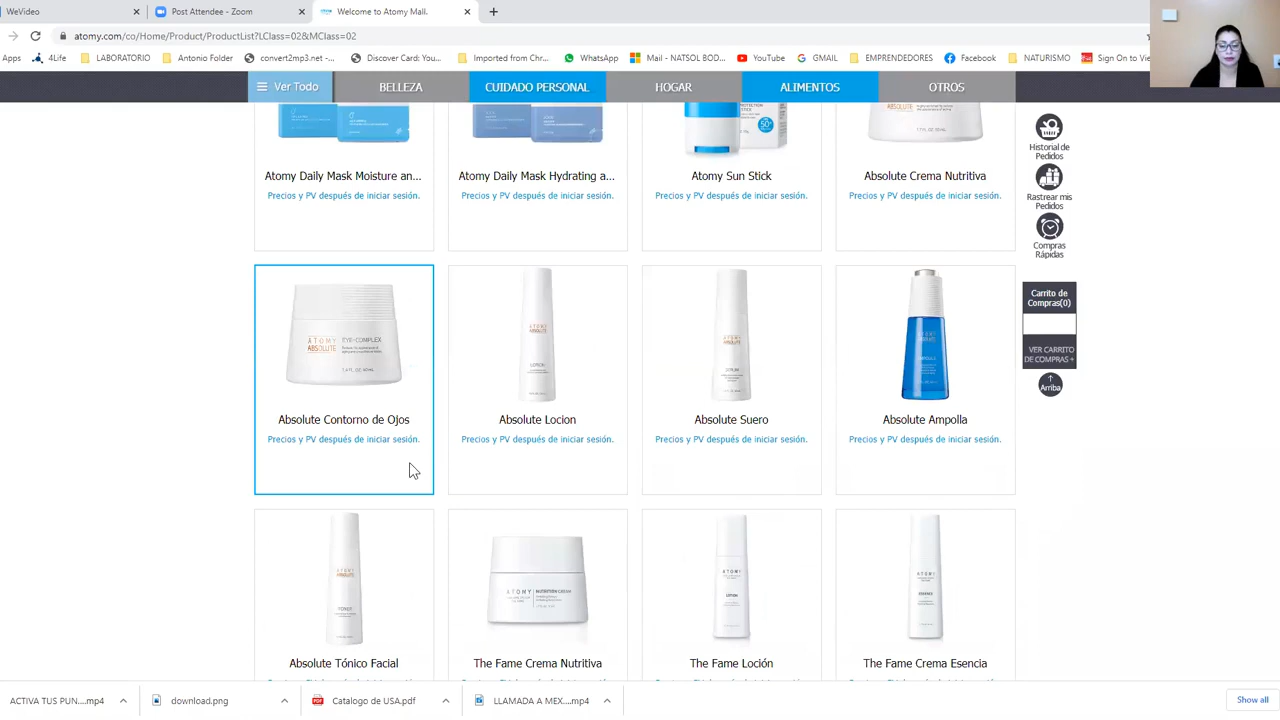 WeVideo
Post Attendee - Zoom
Welcome to Atomy Mall.
atomy.com/co/Home/Product/ProductList?LClass=02&MClass=02
Apps
4Life
LABORATORIO
Antonio Folder
convert2mp3.net -...
Discover Card: You...
Imported from Chr...
WhatsApp
Mail - NATSOL BOD...
YouTube
GMAIL
EMPRENDEDORES
Facebook
NATURISMO
Sign On to Vie
Ver Todo
BELLEZA
CUIDADO PERSONAL
HOGAR
ALIMENTOS
OTROS
Atomy Daily Mask Moisture an...
Atomy Daily Mask Hydrating a...
Atomy Sun Stick
Absolute Crema Nutritiva
Precios y PV después de iniciar sesión.
Precios y PV después de iniciar sesión.
Precios y PV después de iniciar sesión.
Precios y PV después de iniciar sesión.
Historial de
Pedidos
Rastrear mis
Pedidos
Compras
Rápidas
Carrito de
Compras(0)
VER CARRITO
DE COMPRAS +
Arriba
ATOMY
ABSOLUTE
EYE-COMPLEX
Absolute Contorno de Ojos
Absolute Locion
Absolute Suero
Absolute Ampolla
Precios y PV después de iniciar sesión.
Precios y PV después de iniciar sesión.
Precios y PV después de iniciar sesión.
Precios y PV después de iniciar sesión.
ATOMY
NUTRITION CREAM
Absolute Tónico Facial
The Fame Crema Nutritiva
The Fame Loción
The Fame Crema Esencia
ACTIVA TUS PUN....mp4
download.png
Catalogo de USA.pdf
LLAMADA A MEX....mp4
Show all